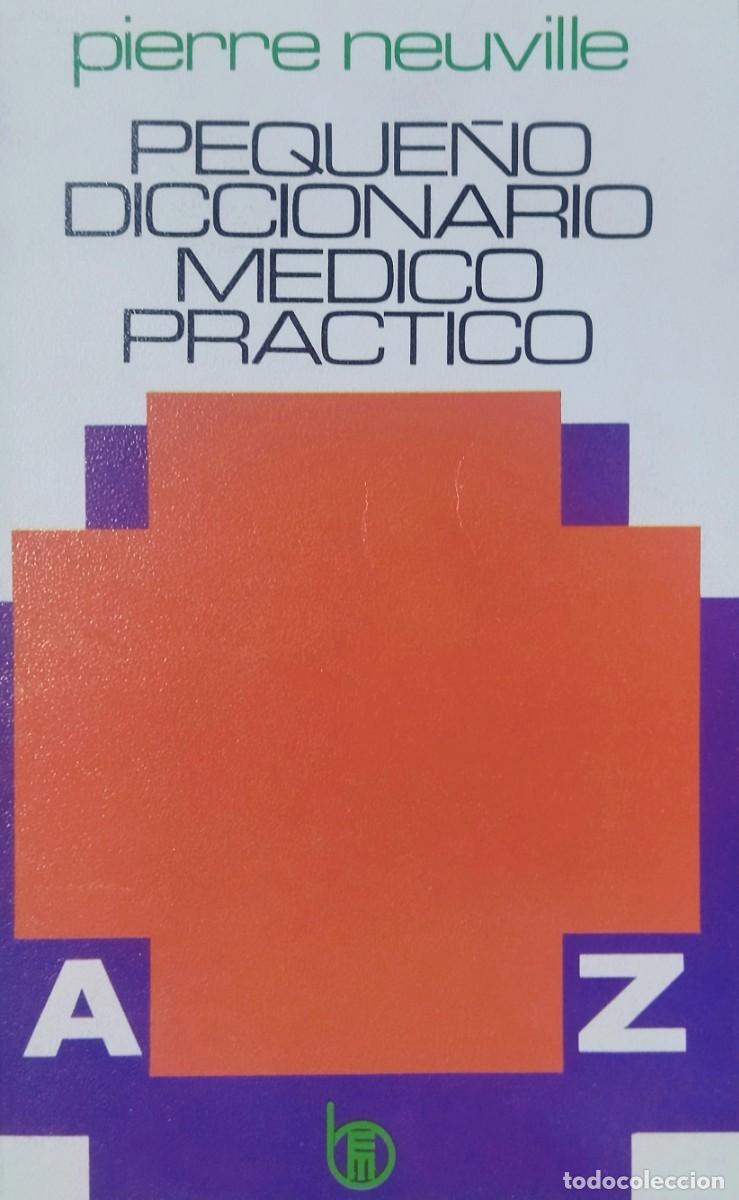 pierre neuville
PEQUEÑO
DICCIONARIO
MEDICO
PRACTICO
A Z
todocoleccion